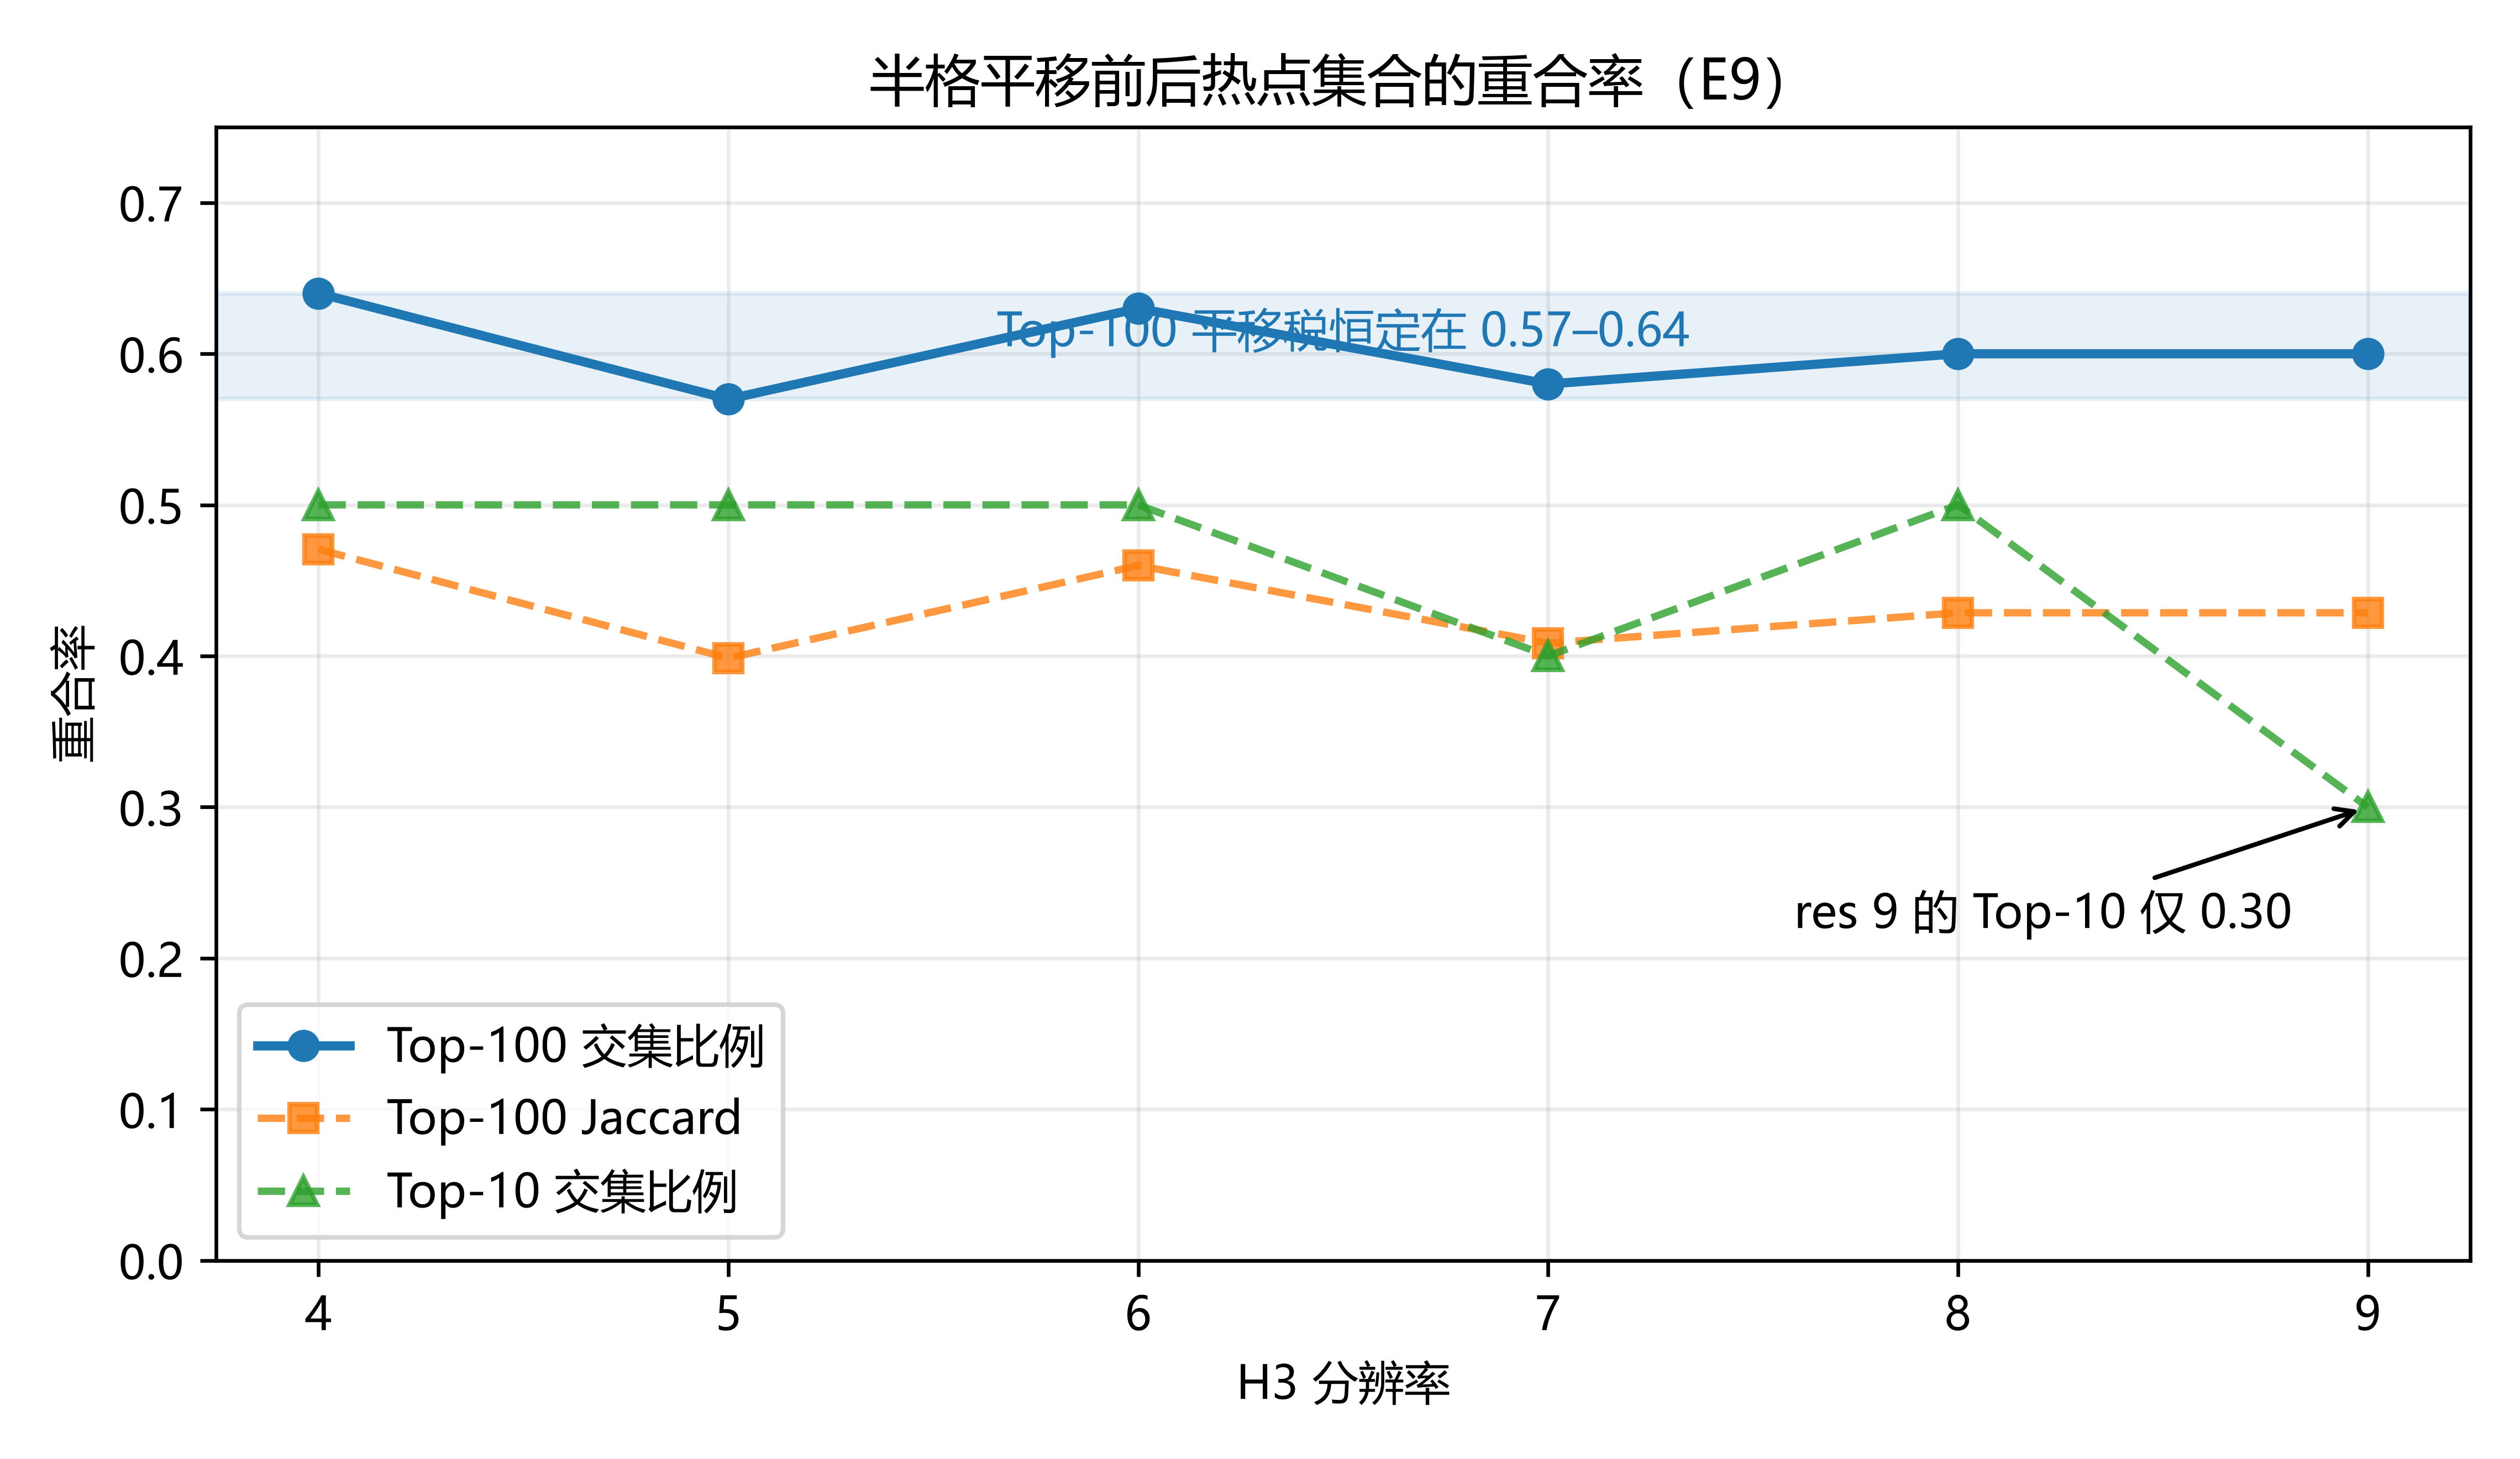 半格平移前后热点集合的重合率（E9）
0.7
0.6
0.5
0.4
0.3
0.2
0.1
0.0
重合率
Top-100 平移税恒定在 0.57–0.64
res 9 的 Top-10 仅 0.30
Top-100 交集比例
Top-100 Jaccard
Top-10 交集比例
4 5 6 7 8 9
H3 分辨率